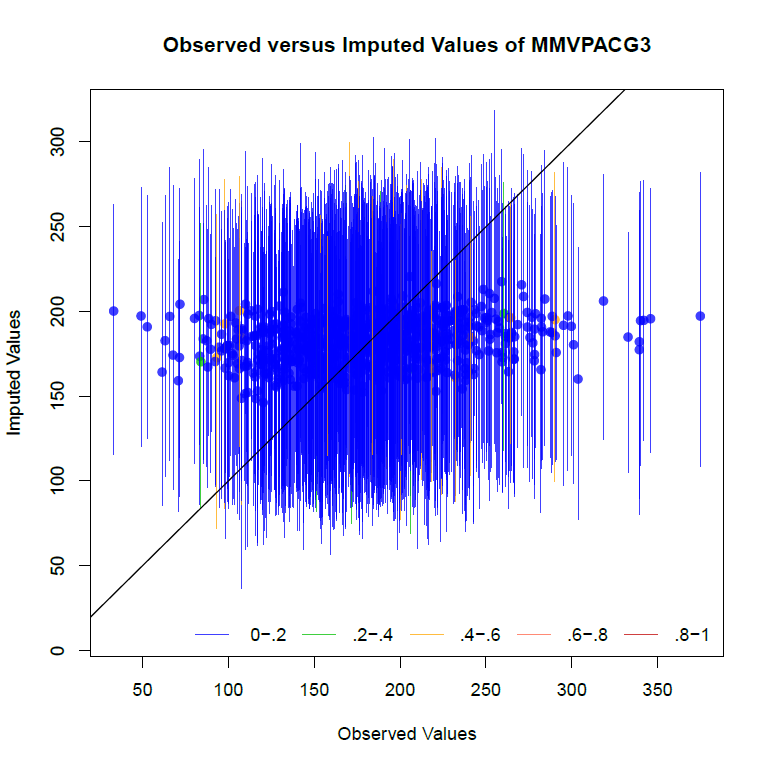 Observed versus Imputed Values of MMVPACG3
Imputed Values
300
250
200
150
100
50
0
0−.2 .2−.4 .4−.6 .6−.8 .8−1
50 100 150 200 250 300 350
Observed Values